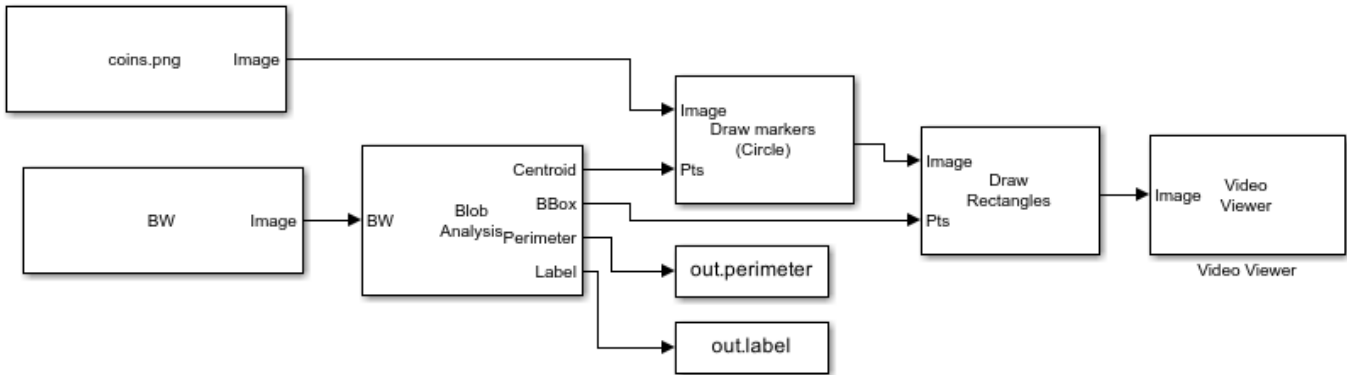 coins.png
Image
Image
Draw markers
(Circle)
Pts
Image
Draw
Rectangles
Pts
Image
Video
Viewer
Video Viewer
BW
Image
BW
Blob
Analysis
Centroid
BBox
Perimeter
Label
out.perimeter
out.label